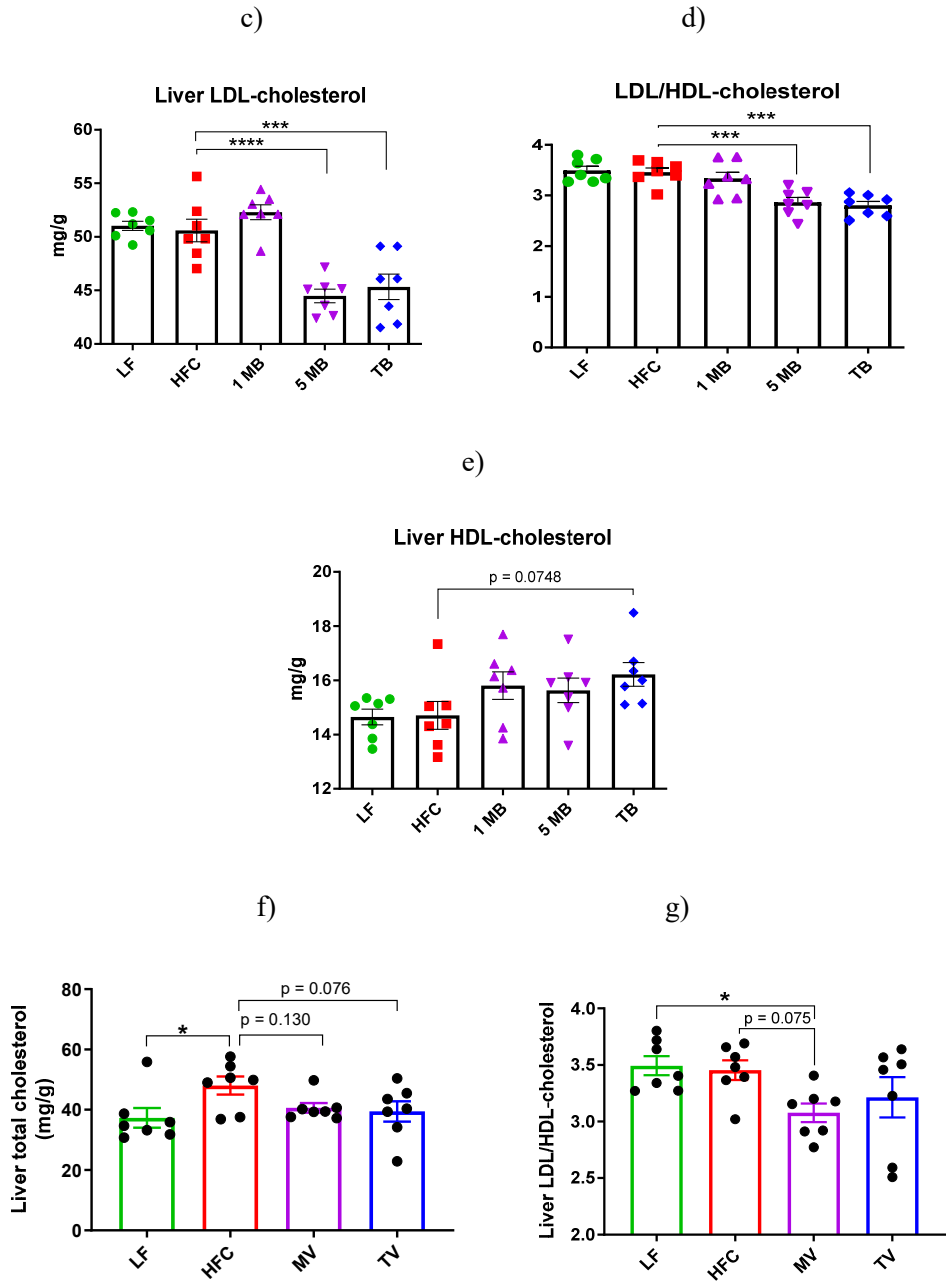 c)
d)
Liver LDL-cholesterol
LDL/HDL-cholesterol
60
55
50
45
40
mg/g
***
****
LF
HFC
1 MB
5 MB
TB
4
3
2
1
0
***
***
LF
HFC
1 MB
5 MB
TB
e)
Liver HDL-cholesterol
20
18
16
14
12
mg/g
p = 0.0748
LF
HFC
1 MB
5 MB
TB
f)
g)
80
60
40
20
0
Liver total cholesterol
(mg/g)
p = 0.076
p = 0.130
*
LF
HFC
MV
TV
4.0
3.5
3.0
2.5
2.0
Liver LDL/HDL-cholesterol
*
p = 0.075
LF
HFC
MV
TV